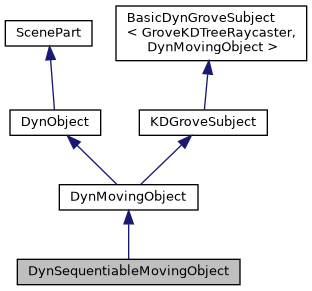 BasicDynGroveSubject
< GroveKDTreeRaycaster,
DynMovingObject >
ScenePart
DynObject
KDGroveSubject
DynMovingObject
DynSequentiableMovingObject